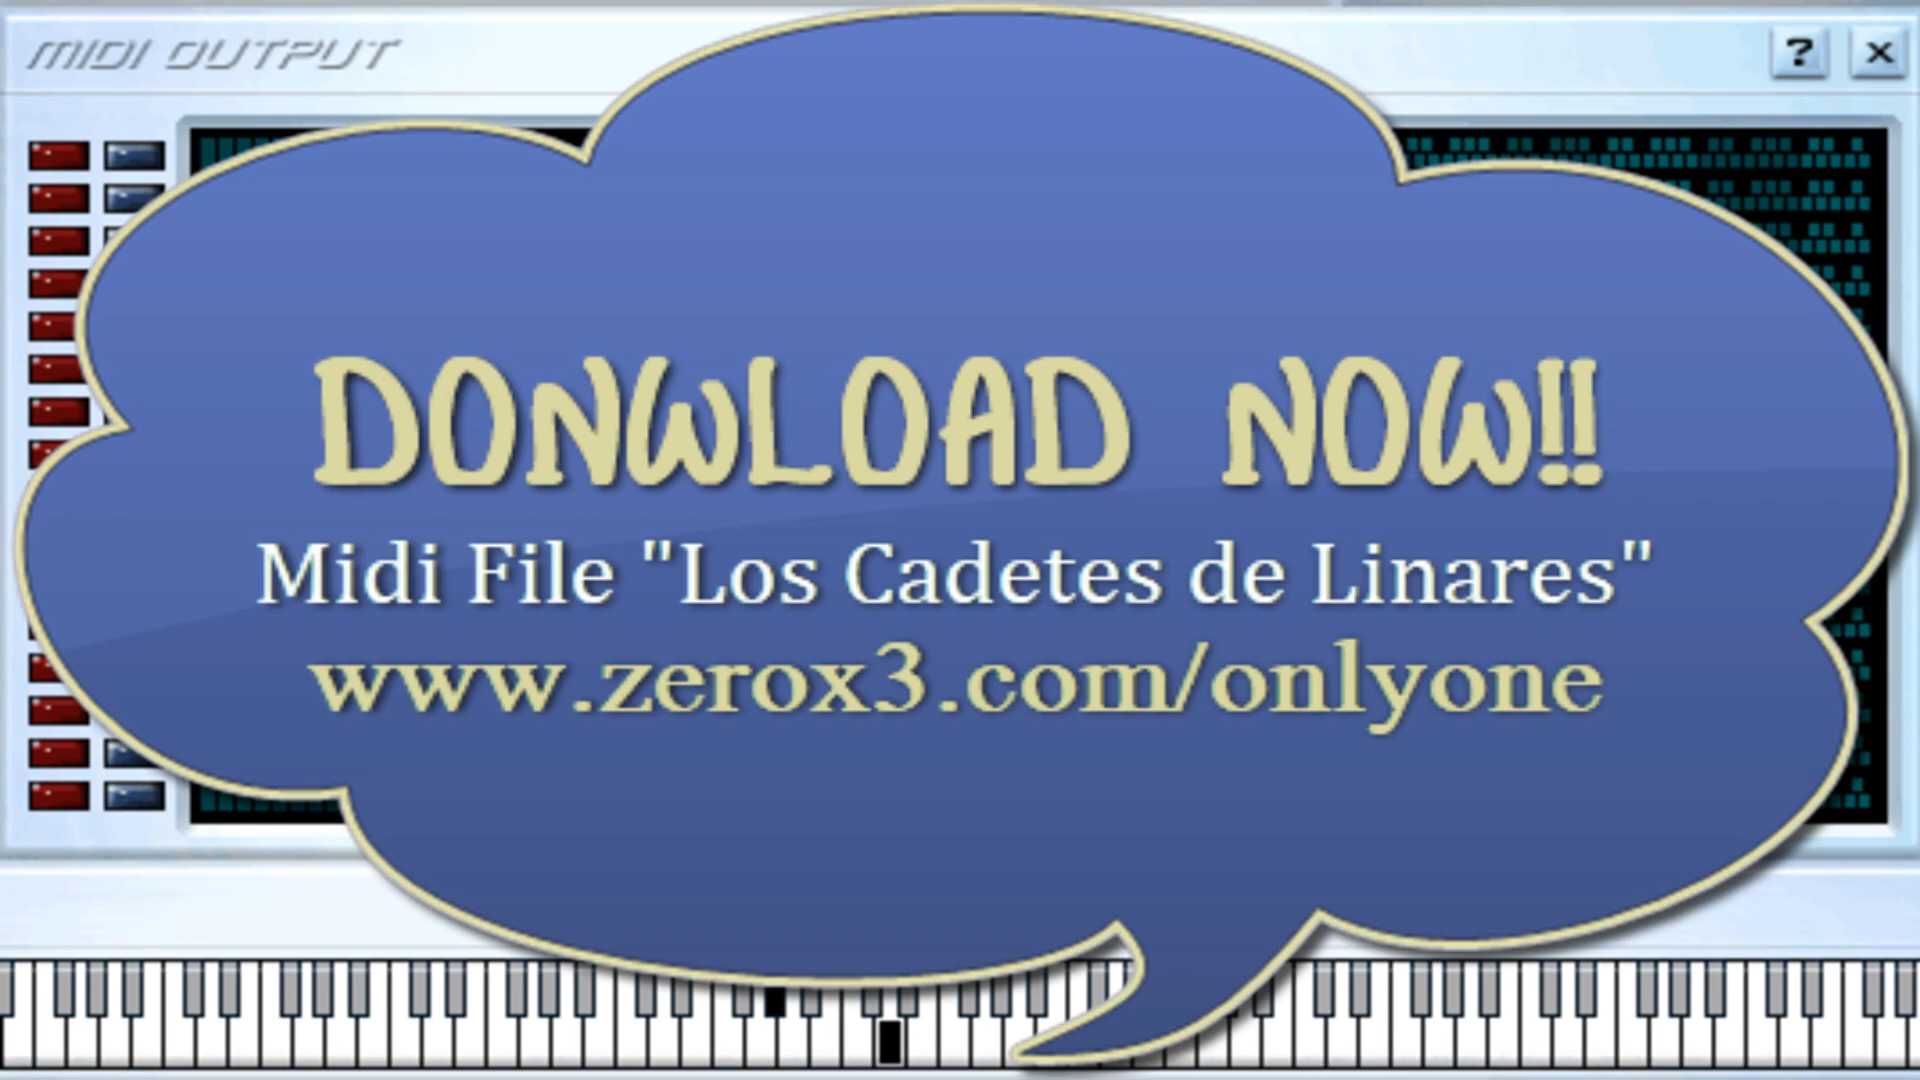 MIDI OUTPUT
? x
DONWLOAD NOW!!
Midi File "Los Cadetes de Linares"
www.zerox3.com/onlyone